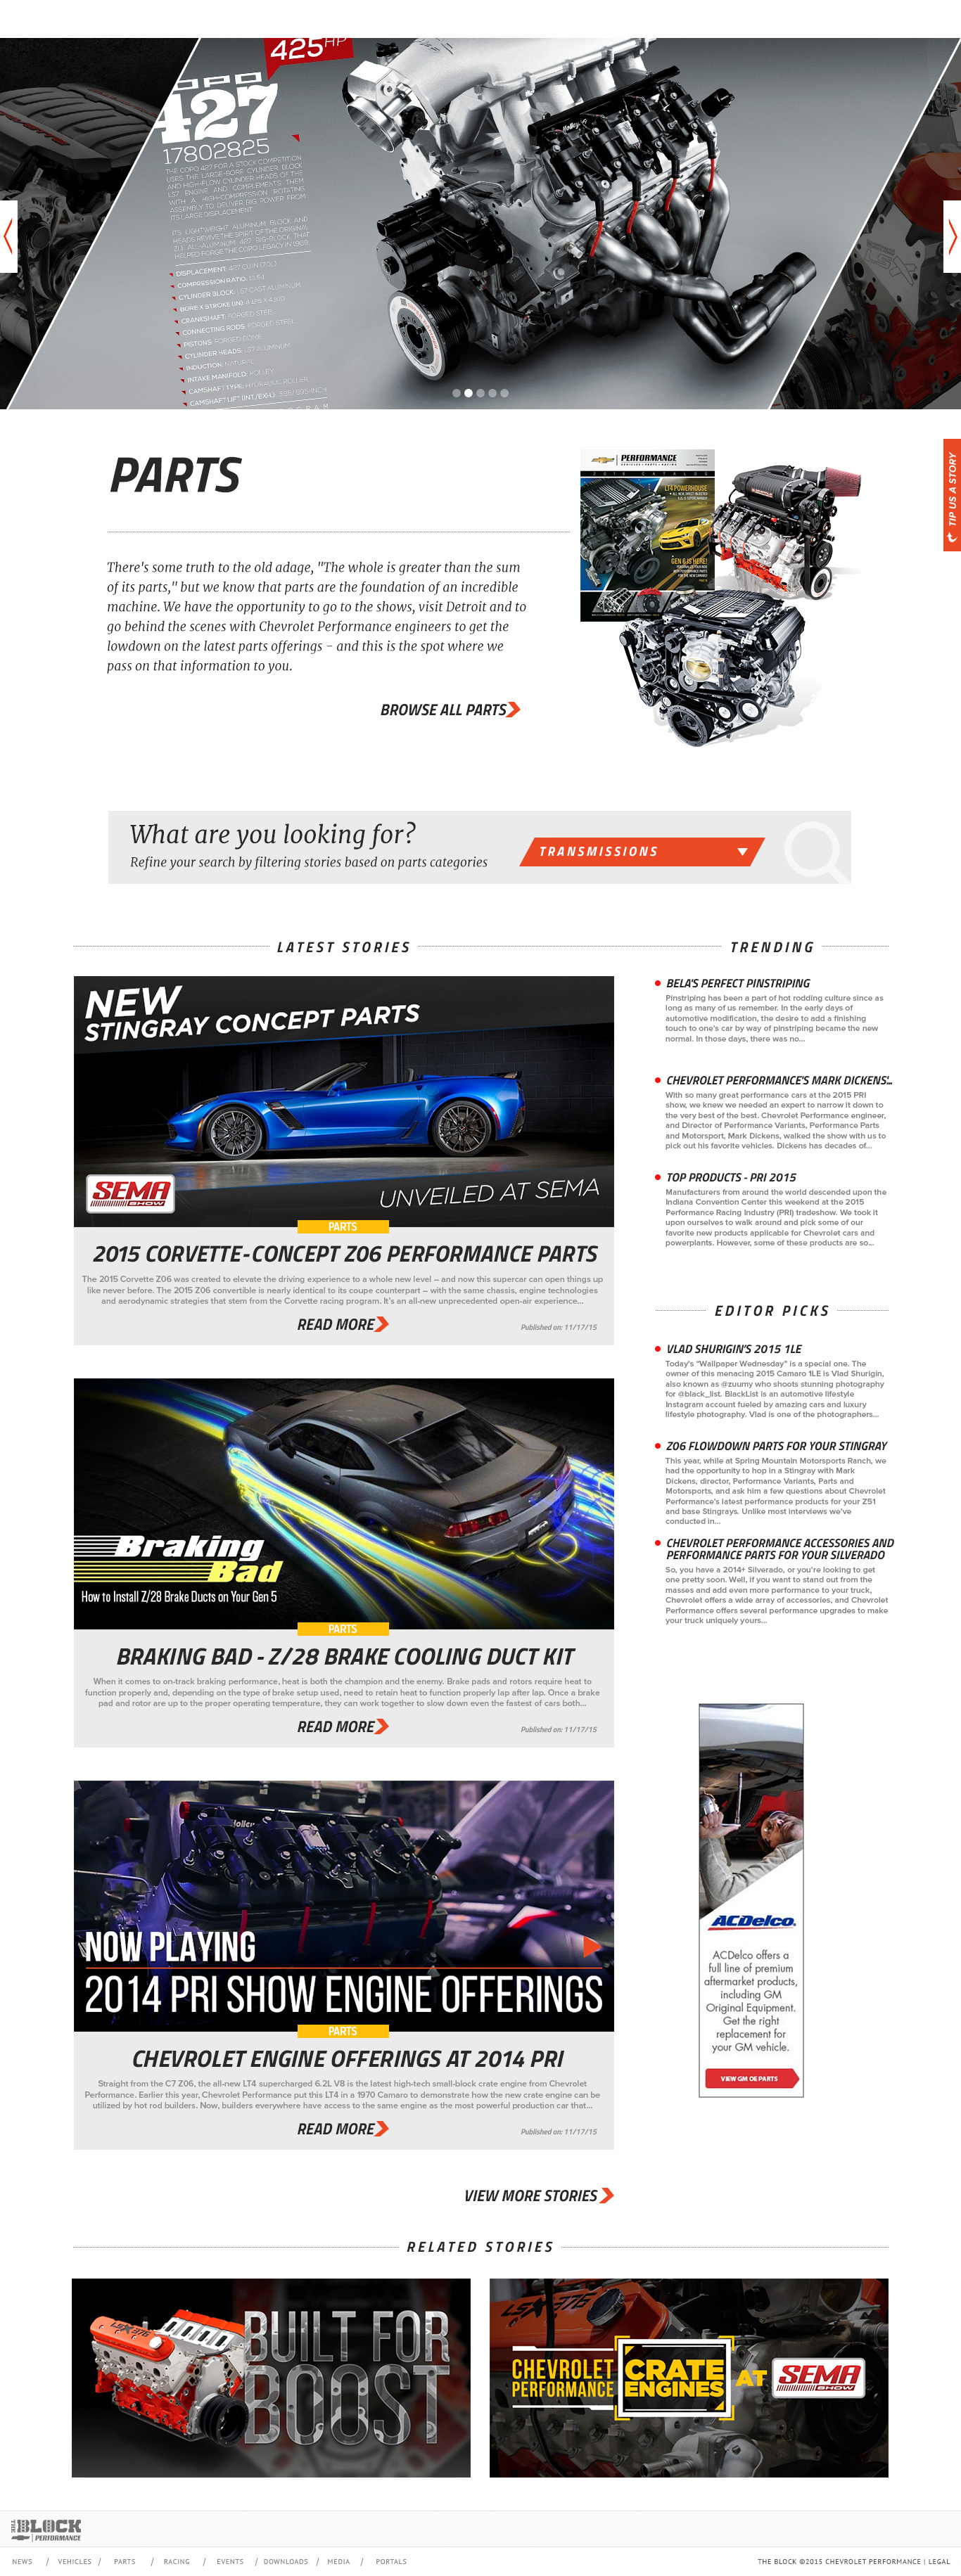 425HP
COPO
427
17802825
THE COPO 427 FOR A STOCK COMPETITION
USES THE LARGE-BORE CYLINDER BLOCK
AND HIGH-FLOW CYLINDER HEADS OF THE
LS7 ENGINE AND COMPLEMENTS THEM
WITH A HIGH-COMPRESSION ROTATING
ASSEMBLY TO DELIVER BIG POWER FROM
ITS LARGE DISPLACEMENT.
ITS LIGHTWEIGHT ALUMINUM BLOCK AND
HEADS REVIVE THE SPIRIT OF THE ORIGINAL
ZL1 ALL-ALUMINUM 427 BIG-BLOCK THAT
HELPED FORGE THE COPO LEGACY IN 1969.
DISPLACEMENT:
COMPRESSION RATIO:
CYLINDER BLOCK: CAST ALUMINUM
BORE X STROKE (IN):
CRANKSHAFT: FORGED STEEL
CONNECTING RODS: FORGED STEEL
PISTONS: FORGED DOME
CYLINDER HEADS: ALUMINUM
INDUCTION: NATURAL
INTAKE MANIFOLD: HOLLEY
CAMSHAFT TYPE: HYDRAULIC ROLLER
CAMSHAFT LIFT (INT./EXH.):
TIP US A STORY
PARTS
There's some truth to the old adage, "The whole is greater than the sum
of its parts," but we know that parts are the foundation of an incredible
machine. We have the opportunity to go to the shows, visit Detroit and to
go behind the scenes with Chevrolet Performance engineers to get the
lowdown on the latest parts offerings - and this is the spot where we
pass on that information to you.
BROWSE ALL PARTS
PERFORMANCE
2016 CATALOG
LT4 POWERHOUSE
GEN 6 IS HERE!
What are you looking for?
Refine your search by filtering stories based on parts categories
TRANSMISSIONS
LATEST STORIES
NEW
STINGRAY CONCEPT PARTS
SEMA
SHOW
UNVEILED AT SEMA
PARTS
2015 CORVETTE-CONCEPT Z06 PERFORMANCE PARTS
The 2015 Corvette Z06 was created to elevate the driving experience to a whole new level – and now this supercar can open things up
like never before. The 2015 Z06 convertible is nearly identical to its coupe counterpart – with the same chassis, engine technologies
and aerodynamic strategies that stem from the Corvette racing program. It's an all-new unprecedented open-air experience...
READ MORE
Published on: 11/17/15
Braking
Bad
How to Install Z/28 Brake Ducts on Your Gen 5
PARTS
BRAKING BAD - Z/28 BRAKE COOLING DUCT KIT
When it comes to on-track braking performance, heat is both the champion and the enemy. Brake pads and rotors require heat to
function properly and, depending on the type of brake setup used, need to retain heat to function properly lap after lap. Once a brake
pad and rotor are up to the proper operating temperature, they can work together to slow down even the fastest of cars both...
READ MORE
Published on: 11/17/15
Holley
NOW PLAYING
2014 PRI SHOW ENGINE OFFERINGS
PARTS
CHEVROLET ENGINE OFFERINGS AT 2014 PRI
Straight from the C7 Z06, the all-new LT4 supercharged 6.2L V8 is the latest high-tech small-block crate engine from Chevrolet
Performance. Earlier this year, Chevrolet Performance put this LT4 in a 1970 Camaro to demonstrate how the new crate engine can be
utilized by hot rod builders. Now, builders everywhere have access to the same engine as the most powerful production car that...
READ MORE
Published on: 11/17/15
VIEW MORE STORIES
TRENDING
BELA'S PERFECT PINSTRIPING
Pinstriping has been a part of hot rodding culture since as
long as many of us remember. In the early days of
automotive modification, the desire to add a finishing
touch to one's car by way of pinstriping became the new
normal. In those days, there was no...
CHEVROLET PERFORMANCE'S MARK DICKENS'...
With so many great performance cars at the 2015 PRI
show, we knew we needed an expert to narrow it down to
the very best of the best. Chevrolet Performance engineer,
and Director of Performance Variants, Performance Parts
and Motorsport, Mark Dickens, walked the show with us to
pick out his favorite vehicles. Dickens has decades of...
TOP PRODUCTS - PRI 2015
Manufacturers from around the world descended upon the
Indiana Convention Center this weekend at the 2015
Performance Racing Industry (PRI) tradeshow. We took it
upon ourselves to walk around and pick some of our
favorite new products applicable for Chevrolet cars and
powerplants. However, some of these products are so...
EDITOR PICKS
VLAD SHURIGIN'S 2015 1LE
Today's "Wallpaper Wednesday" is a special one. The
owner of this menacing 2015 Camaro 1LE is Vlad Shurigin,
also known as @zuumy who shoots stunning photography
for @black_list. BlackList is an automotive lifestyle
Instagram account fueled by amazing cars and luxury
lifestyle photography. Vlad is one of the photographers...
Z06 FLOWDOWN PARTS FOR YOUR STINGRAY
This year, while at Spring Mountain Motorsports Ranch, we
had the opportunity to hop in a Stingray with Mark
Dickens, director, Performance Variants, Parts and
Motorsports, and ask him a few questions about Chevrolet
Performance's latest performance products for your Z51
and base Stingrays. Unlike most interviews we've
conducted in...
CHEVROLET PERFORMANCE ACCESSORIES AND
PERFORMANCE PARTS FOR YOUR SILVERADO
So, you have a 2014+ Silverado, or you're looking to get
one pretty soon. Well, if you want to stand out from the
masses and add even more performance to your truck,
Chevrolet offers a wide array of accessories, and Chevrolet
Performance offers several performance upgrades to make
your truck uniquely yours...
ACDelco.
ACDelco offers a
full line of premium
aftermarket products,
including GM
Original Equipment.
Get the right
replacement for
your GM vehicle.
VIEW GM OE PARTS
RELATED STORIES
LSX376
BUILT FOR
BOOST
LSX376
CHEVROLET
PERFORMANCE
CRATE
ENGINES
AT
SEMA
SHOW
THE BLOCK
PERFORMANCE
NEWS / VEHICLES / PARTS / RACING / EVENTS / DOWNLOADS / MEDIA / PORTALS
THE BLOCK ©2015 CHEVROLET PERFORMANCE | LEGAL